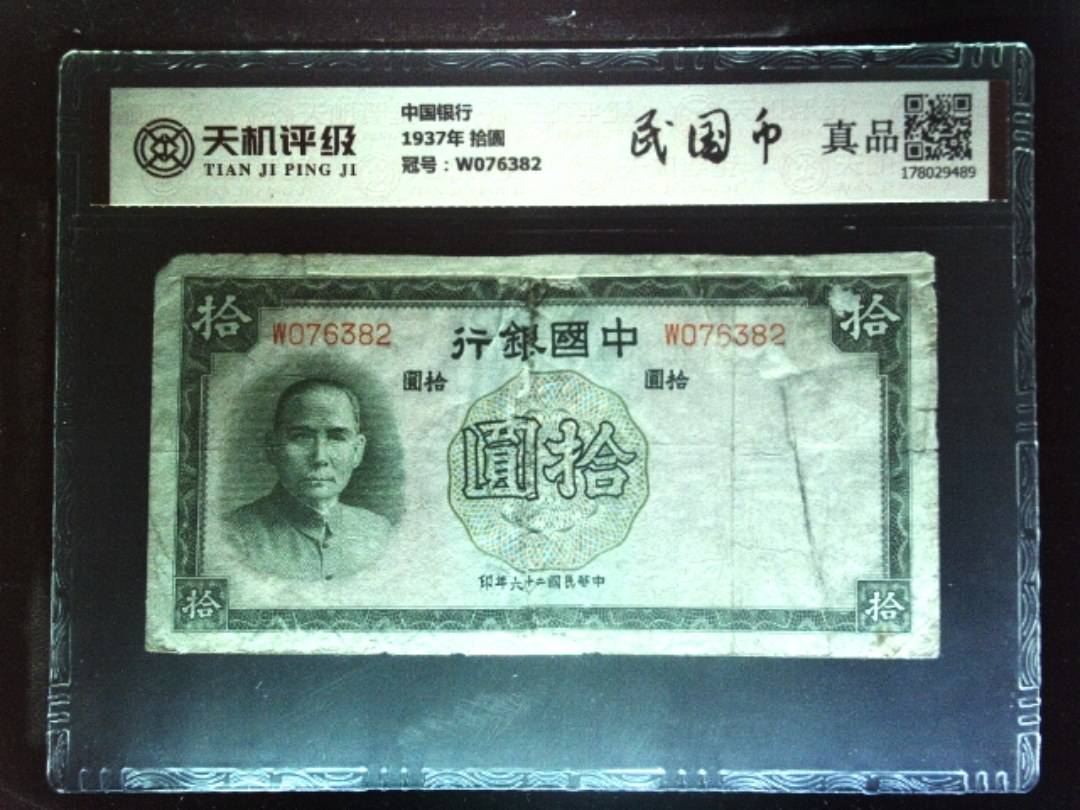 天机评级
TIAN JI PING JI
中国银行
1937年 拾圓
冠号：W076382
民国币
真品
178029489
拾
拾
W076382
行銀國中
W076382
圓拾
圓拾
圓拾
印年六十二國民華中
拾
拾